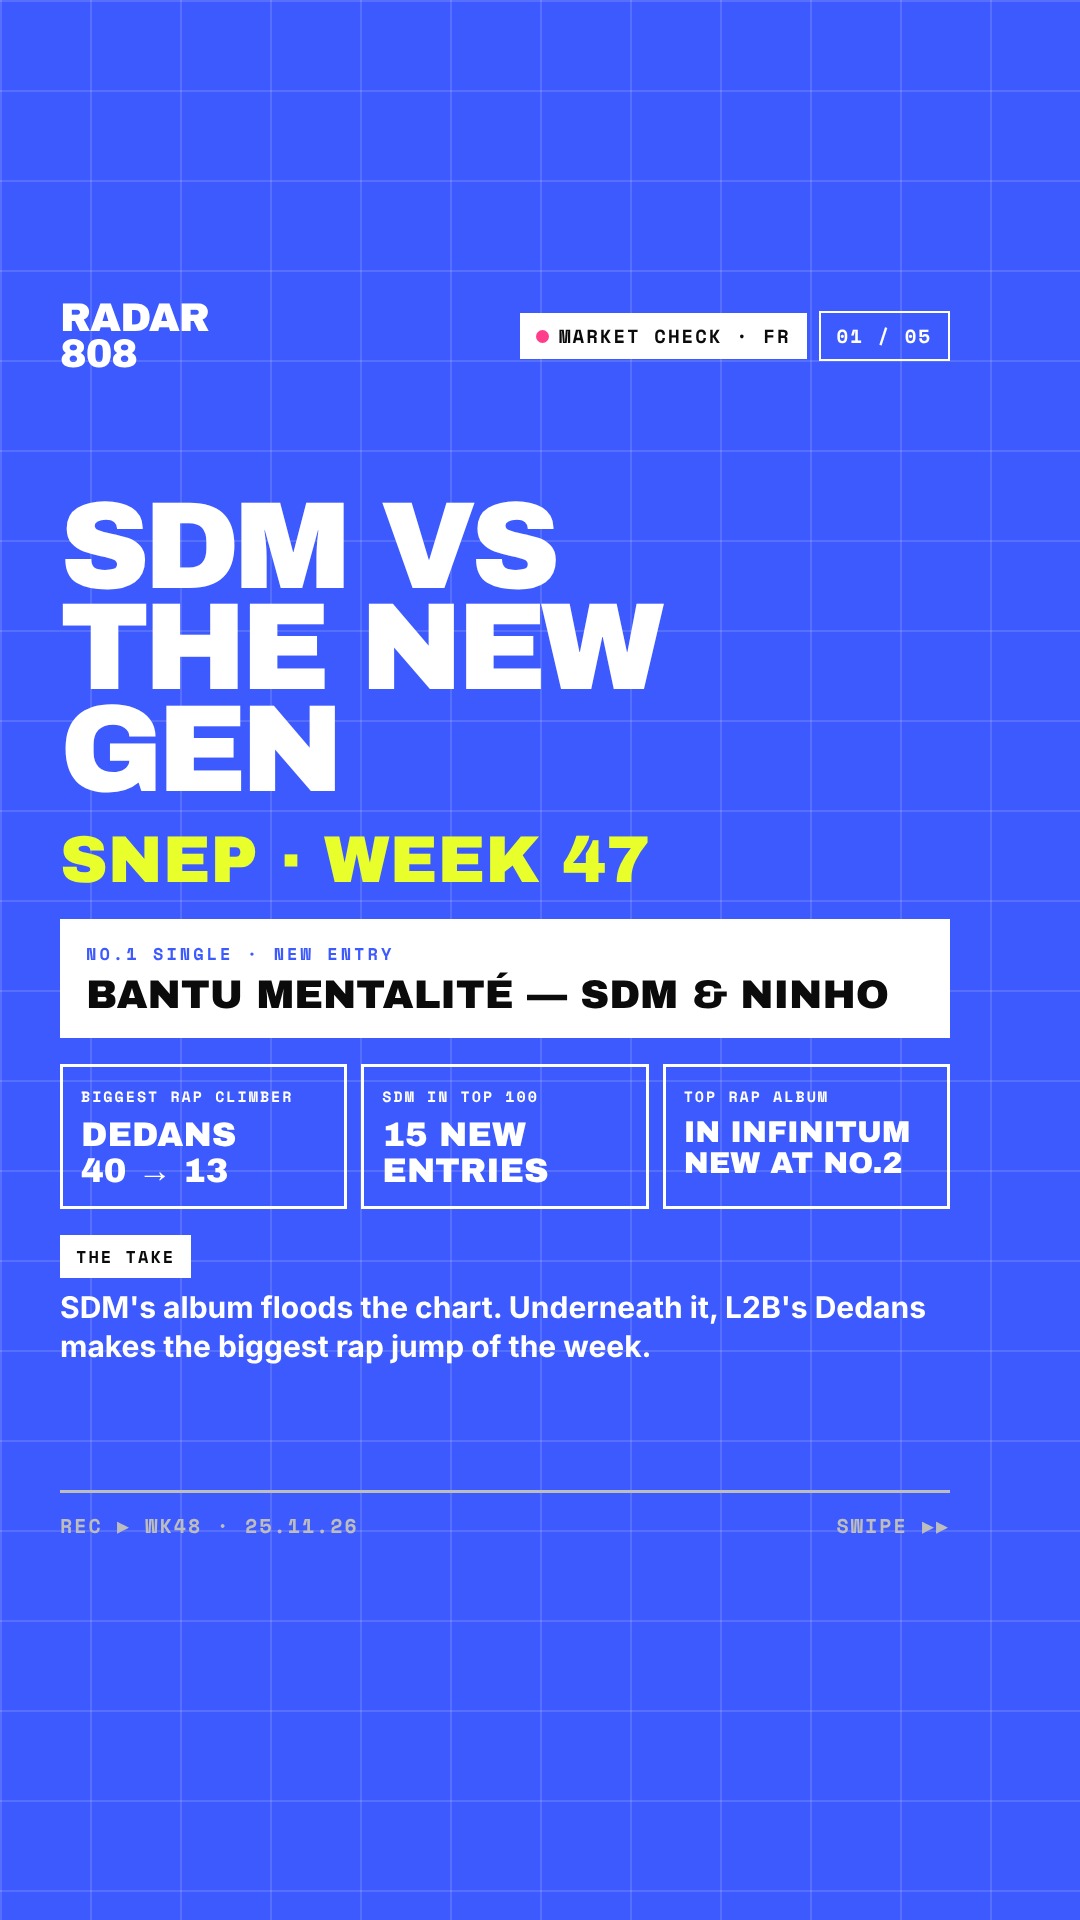 RADAR
808
MARKET CHECK · FR
01 / 05
SDM VS
THE NEW
GEN
SNEP · WEEK 47
NO.1 SINGLE · NEW ENTRY
BANTU MENTALITÉ — SDM & NINHO
BIGGEST RAP CLIMBER
DEDANS
40 → 13
SDM IN TOP 100
15 NEW
ENTRIES
TOP RAP ALBUM
IN INFINITUM
NEW AT NO.2
THE TAKE
SDM's album floods the chart. Underneath it, L2B's Dedans
makes the biggest rap jump of the week.
REC ▶ WK48 · 25.11.26
SWIPE ▶▶